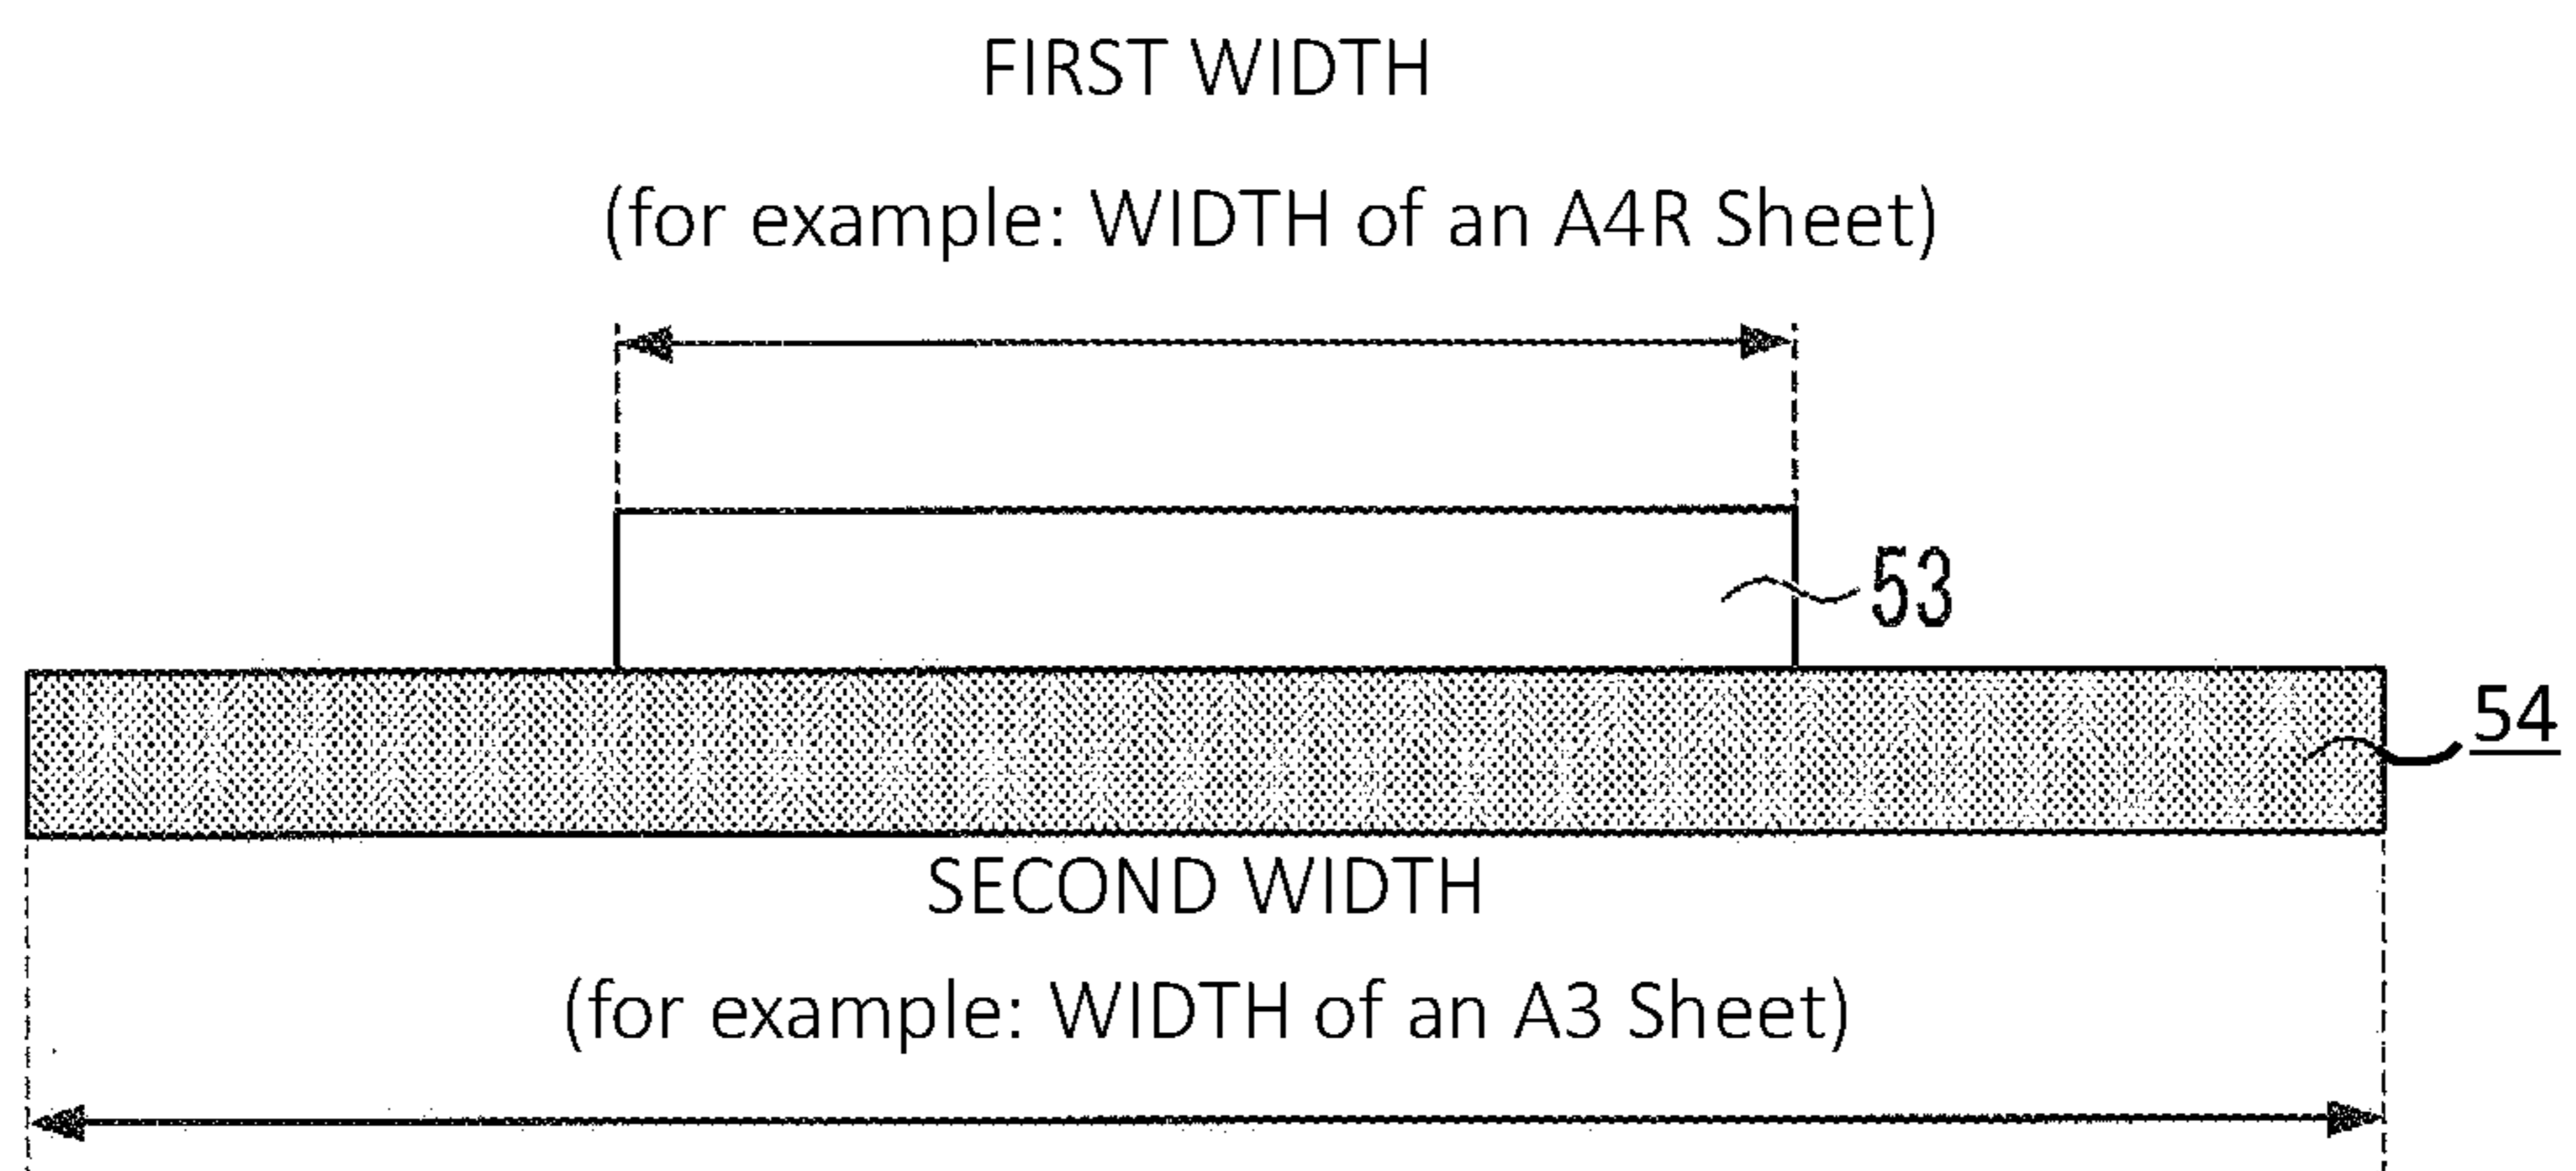 FIRST WIDTH
(for example: WIDTH of an A4R Sheet)
53
54
SECOND WIDTH
(for example: WIDTH of an A3 Sheet)